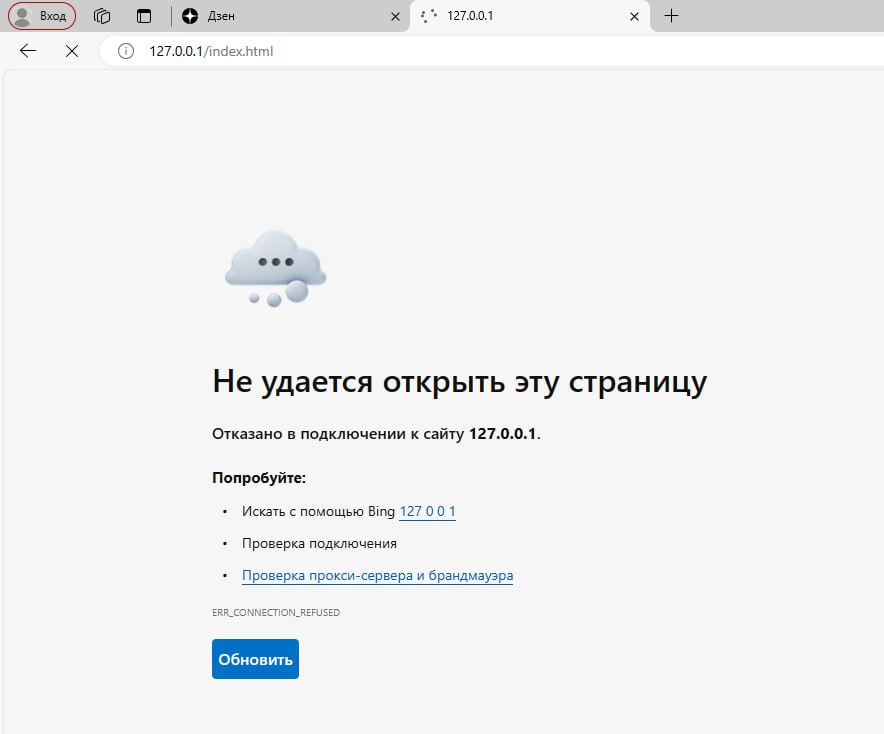 Вход
Дзен
127.0.0.1
127.0.0.1/index.html
Не удается открыть эту страницу
Отказано в подключении к сайту 127.0.0.1.
Попробуйте:
• Искать с помощью Bing 127 0 0 1
• Проверка подключения
• Проверка прокси-сервера и брандмауэра
ERR_CONNECTION_REFUSED
Обновить